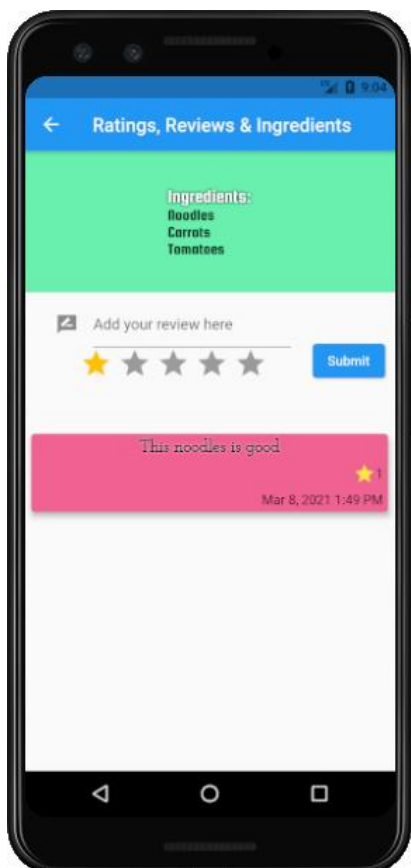 9:04
Ratings, Reviews & Ingredients
Ingredients:
Noodles
Carrots
Tomatoes
Add your review here
Submit
This noodles is good
1
Mar 8, 2021 1:49 PM